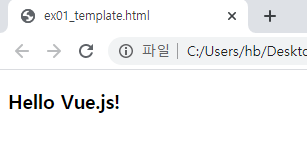 ex01_template.html
파일 | C:/Users/hb/Deskto
Hello Vue.js!